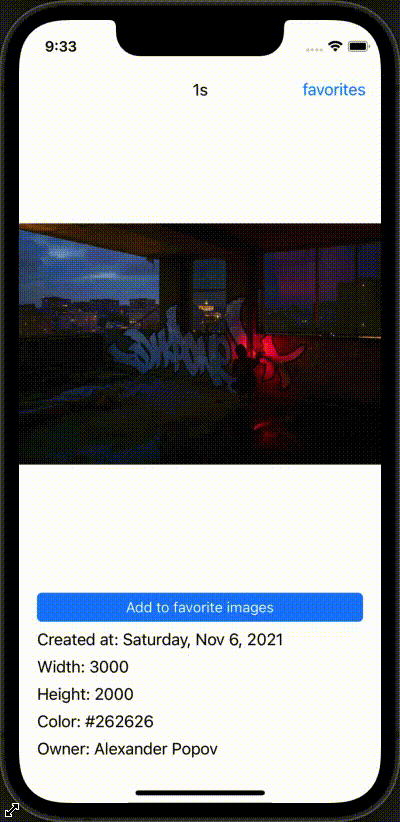 9:33
1s
favorites
Add to favorite images
Created at: Saturday, Nov 6, 2021
Width: 3000
Height: 2000
Color: #262626
Owner: Alexander Popov